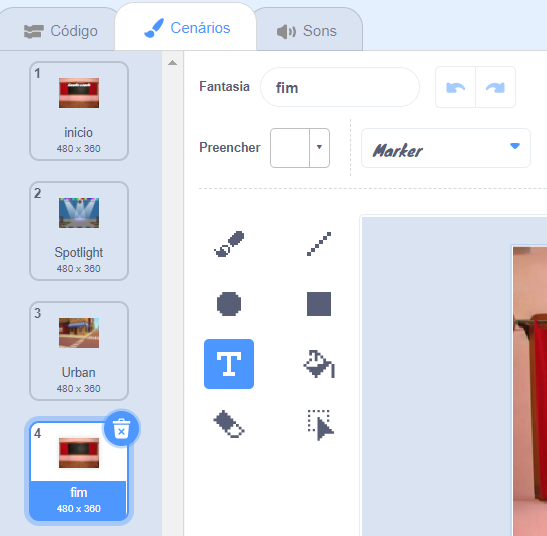 Código
Cenários
Sons
1
inicio
480 x 360
2
Spotlight
480 x 360
3
Urban
480 x 360
4
fim
480 x 360
Fantasia
fim
Preencher
Marker
T